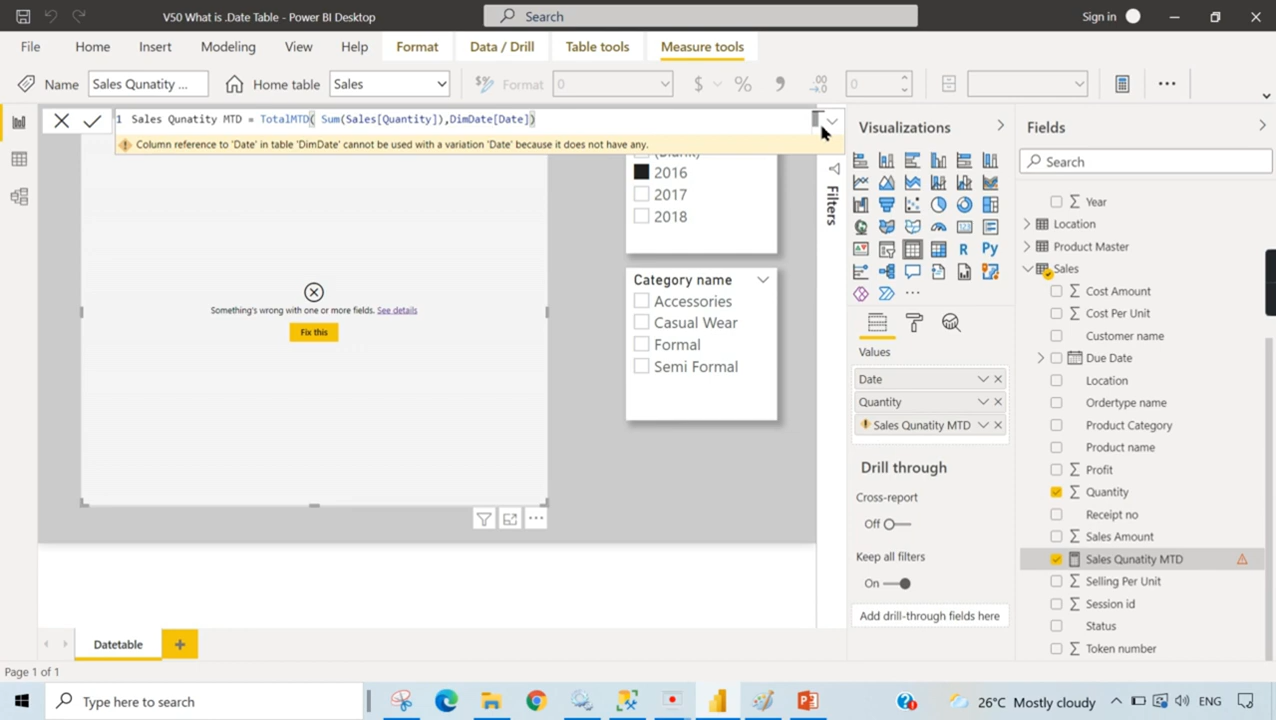 V50 What is .Date Table - Power BI Desktop
Search
Sign in
File
Home
Insert
Modeling
View
Help
Format
Data / Drill
Table tools
Measure tools
Name
Sales Qunatity ...
Home table
Sales
Format
0
$
%
0
1 Sales Qunatity MTD = TotalMTD( Sum(Sales[Quantity]),DimDate[Date])
Column reference to 'Date' in table 'DimDate' cannot be used with a variation 'Date' because it does not have any.
(Blank)
2016
2017
2018
Something's wrong with one or more fields. See details
Fix this
Category name
Accessories
Casual Wear
Formal
Semi Formal
Filters
Visualizations
R
Py
Values
Date
Quantity
Sales Qunatity MTD
Drill through
Cross-report
Off
Keep all filters
On
Add drill-through fields here
Fields
Search
Year
Location
Product Master
Sales
Cost Amount
Cost Per Unit
Customer name
Due Date
Location
Ordertype name
Product Category
Product name
Profit
Quantity
Receipt no
Sales Amount
Sales Qunatity MTD
Selling Per Unit
Session id
Status
Token number
Datetable
Page 1 of 1
Type here to search
26°C Mostly cloudy
ENG